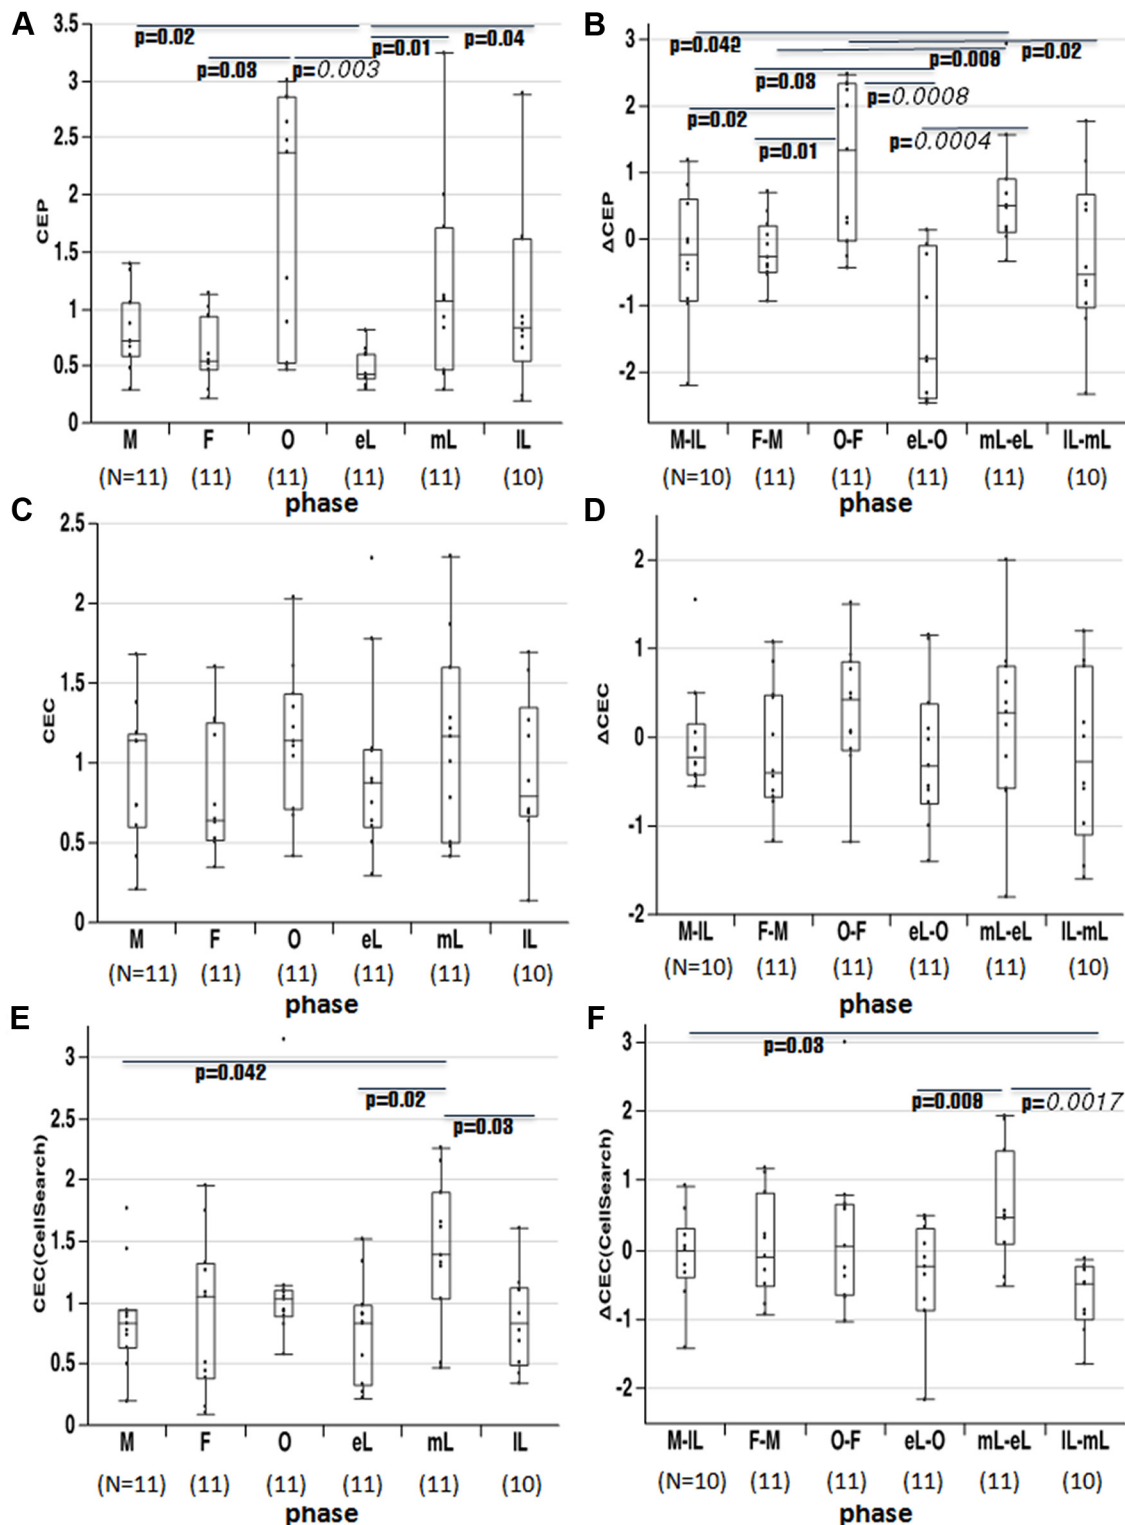 A
3.5
3
2.5
2
1.5
1
0.5
0
CEP
p=0.02
p=0.03
p=0.003
p=0.01
p=0.04
M F O eL mL lL
(N=11) (11) (11) (11) (11) (10)
phase
B
3
2
1
0
-1
-2
ΔCEP
p=0.042
p=0.02
p=0.009
p=0.03
p=0.0008
p=0.02
p=0.0004
p=0.01
M-lL F-M O-F eL-O mL-eL lL-mL
(N=10) (11) (11) (11) (11) (10)
phase
C
2.5
2
1.5
1
0.5
0
CEC
M F O eL mL lL
(N=11) (11) (11) (11) (11) (10)
phase
D
2
1
0
-1
-2
ΔCEC
M-lL F-M O-F eL-O mL-eL lL-mL
(N=10) (11) (11) (11) (11) (10)
phase
E
3
2.5
2
1.5
1
0.5
0
CEC(CellSearch)
p=0.042
p=0.02
p=0.03
M F O eL mL lL
(N=11) (11) (11) (11) (11) (10)
phase
F
3
2
1
0
-1
-2
ΔCEC(CellSearch)
p=0.03
p=0.009
p=0.0017
M-lL F-M O-F eL-O mL-eL lL-mL
(N=10) (11) (11) (11) (11) (10)
phase